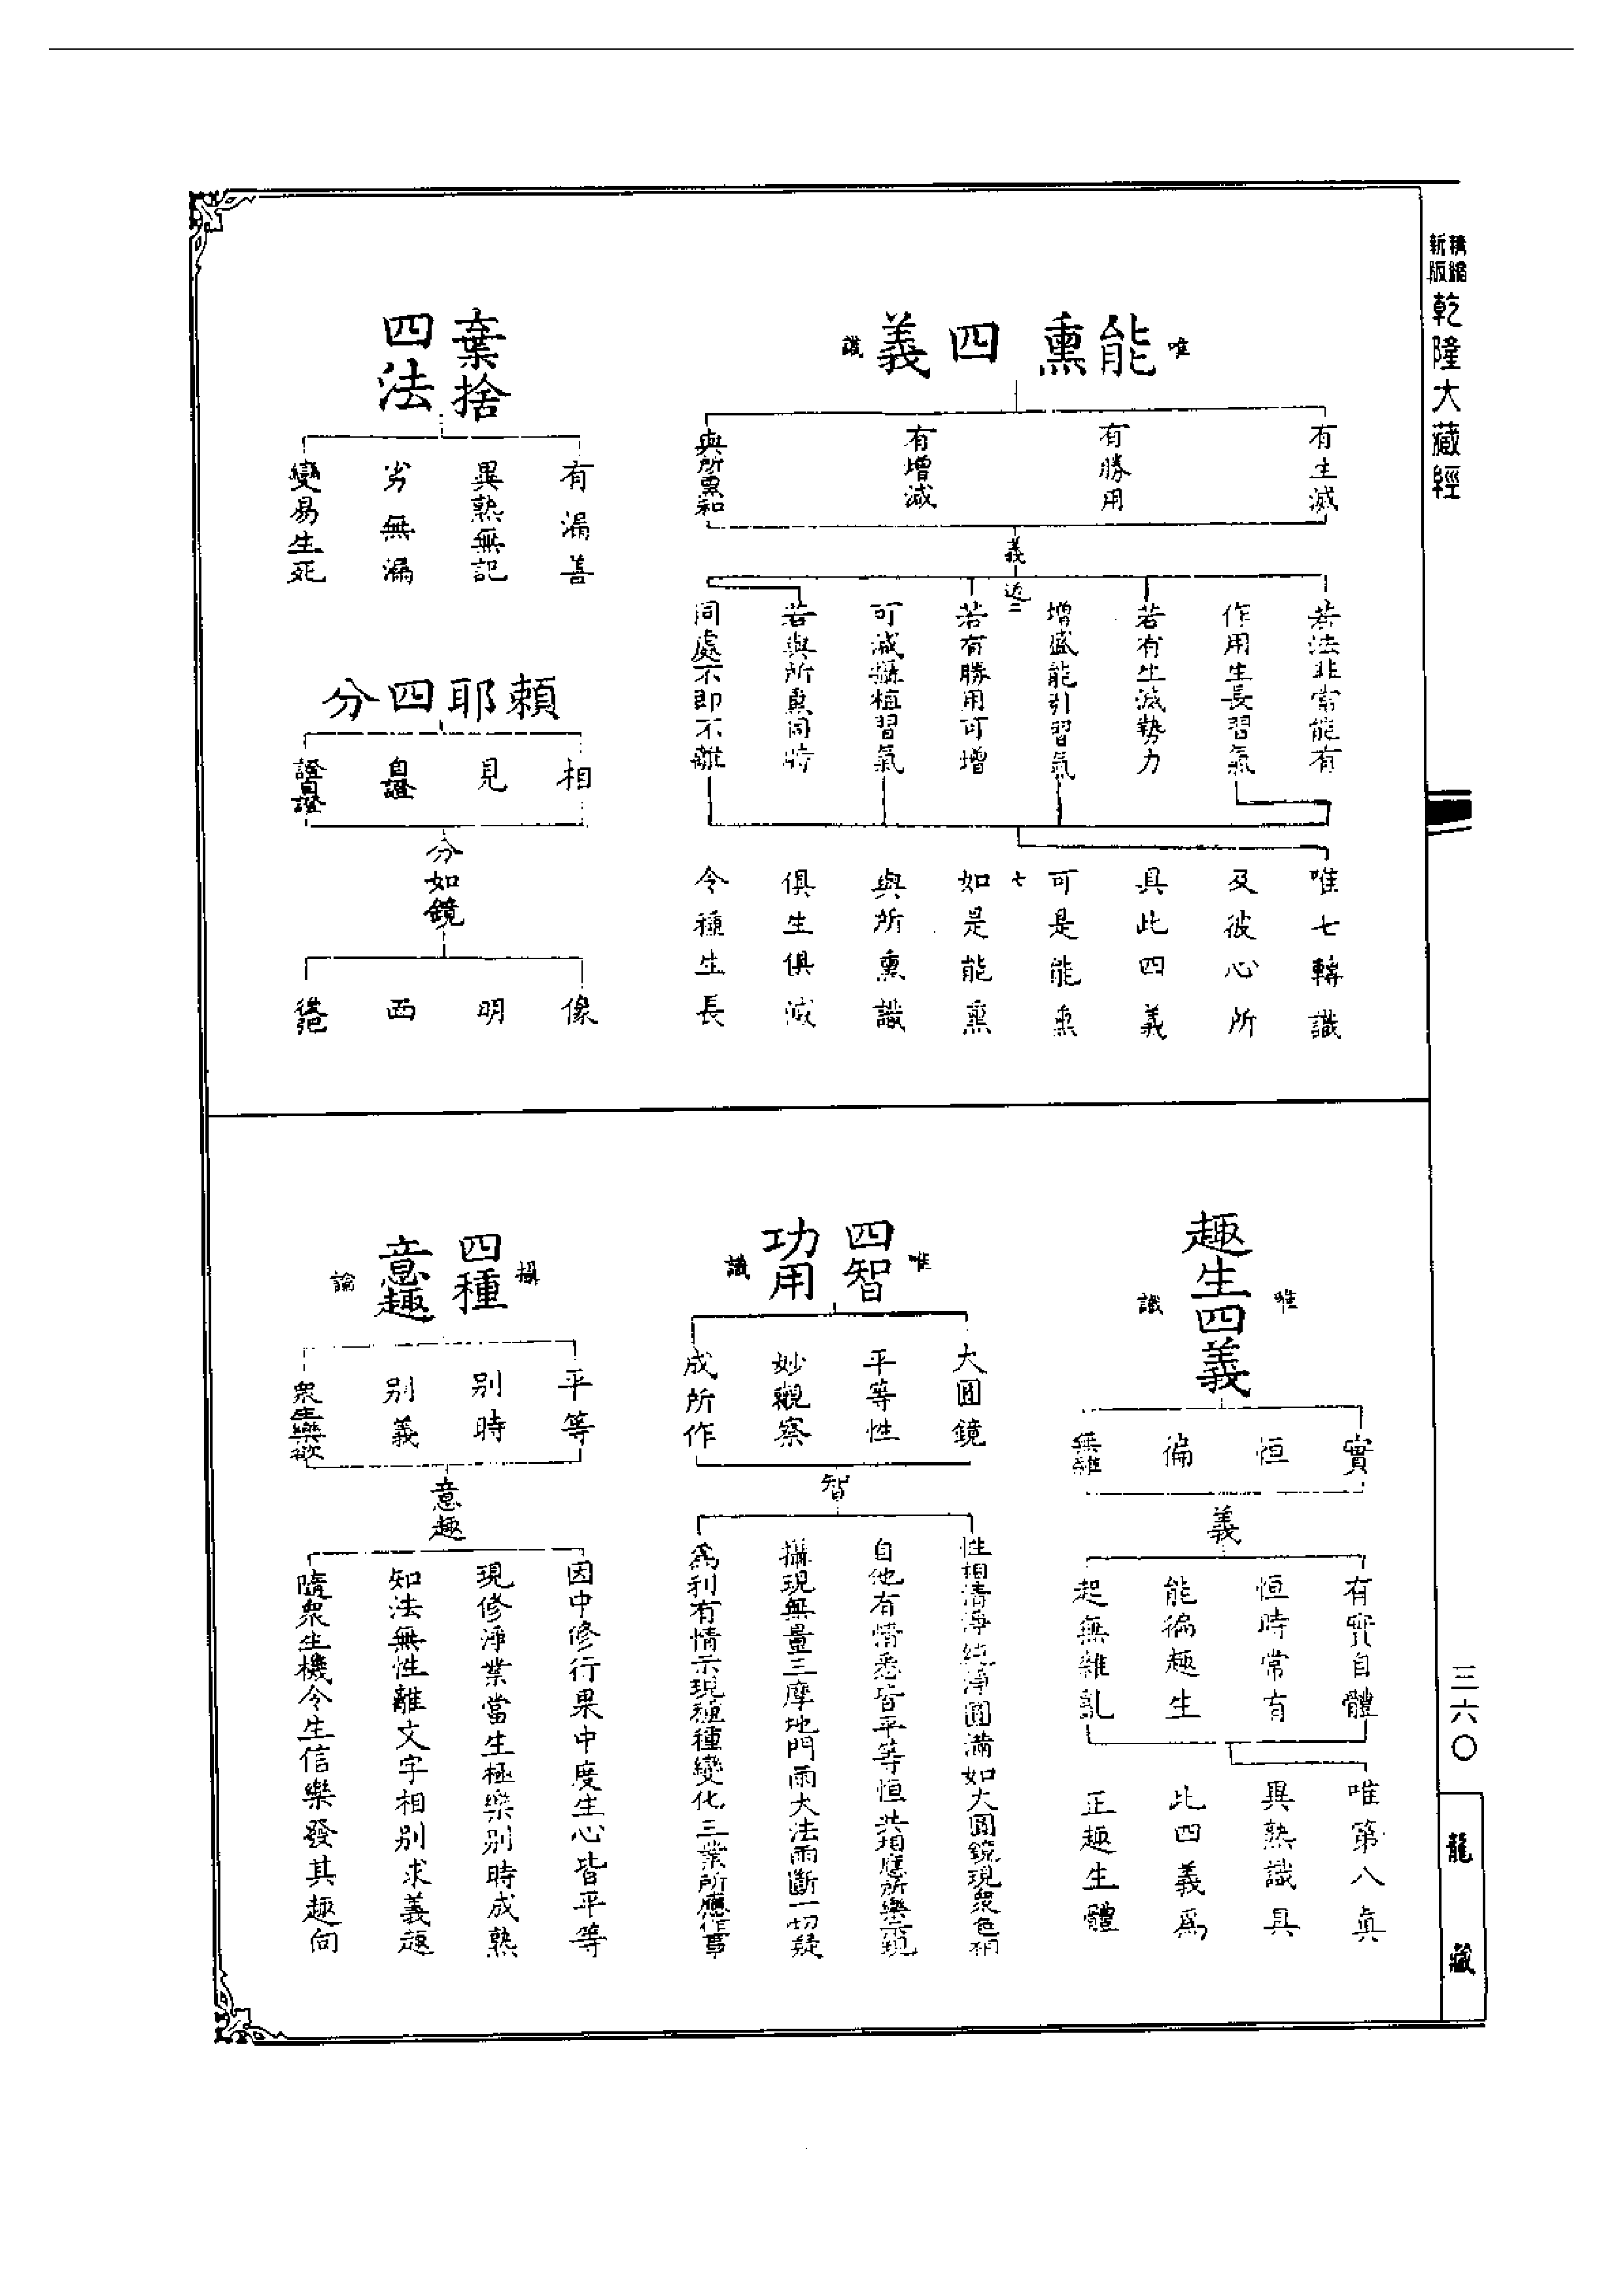 精縮
新版
乾隆大藏經
唯
能熏四義
識
有生滅
有勝用
有增減
與所熏和
義
近二
若法非常能有
作用生長習氣
若有生滅勢力
增盛能引習氣
若有勝用可增
可減攝植習氣
若與所熏同時
同處不即不離
唯七轉識
及彼心所
具此四義
可是能熏
七
如是能熏
與所熏識
俱生俱滅
令種生長
棄捨
四法
有漏善
異熟無記
劣無漏
變易生死
賴耶四分
相
見
自證
證自證
分如鏡
像
明
西
後弝
唯
趣生四義
識
實
恒
徧
無雜
義
有實自體
恒時常有
能徧趣生
起無雜亂
唯第八真
異熟識具
此四義爲
正趣生體
唯
四智
功用
識
大圓鏡
平等性
妙觀察
成所作
智
性相清淨純淨圓滿如大圓鏡現衆色相
自他有情悉皆平等恒共相應所樂示現
攝現無量三摩地門雨大法雨斷一切疑
爲利有情示現種種變化三業所應作事
攝
四種
意趣
論
平等
別時
別義
衆生樂欲
意趣
因中修行果中度生心皆平等
現修淨業當生極樂別時成熟
知法無性離文字相別求義趣
隨衆生機令生信樂發其趣向
三六〇
龍藏